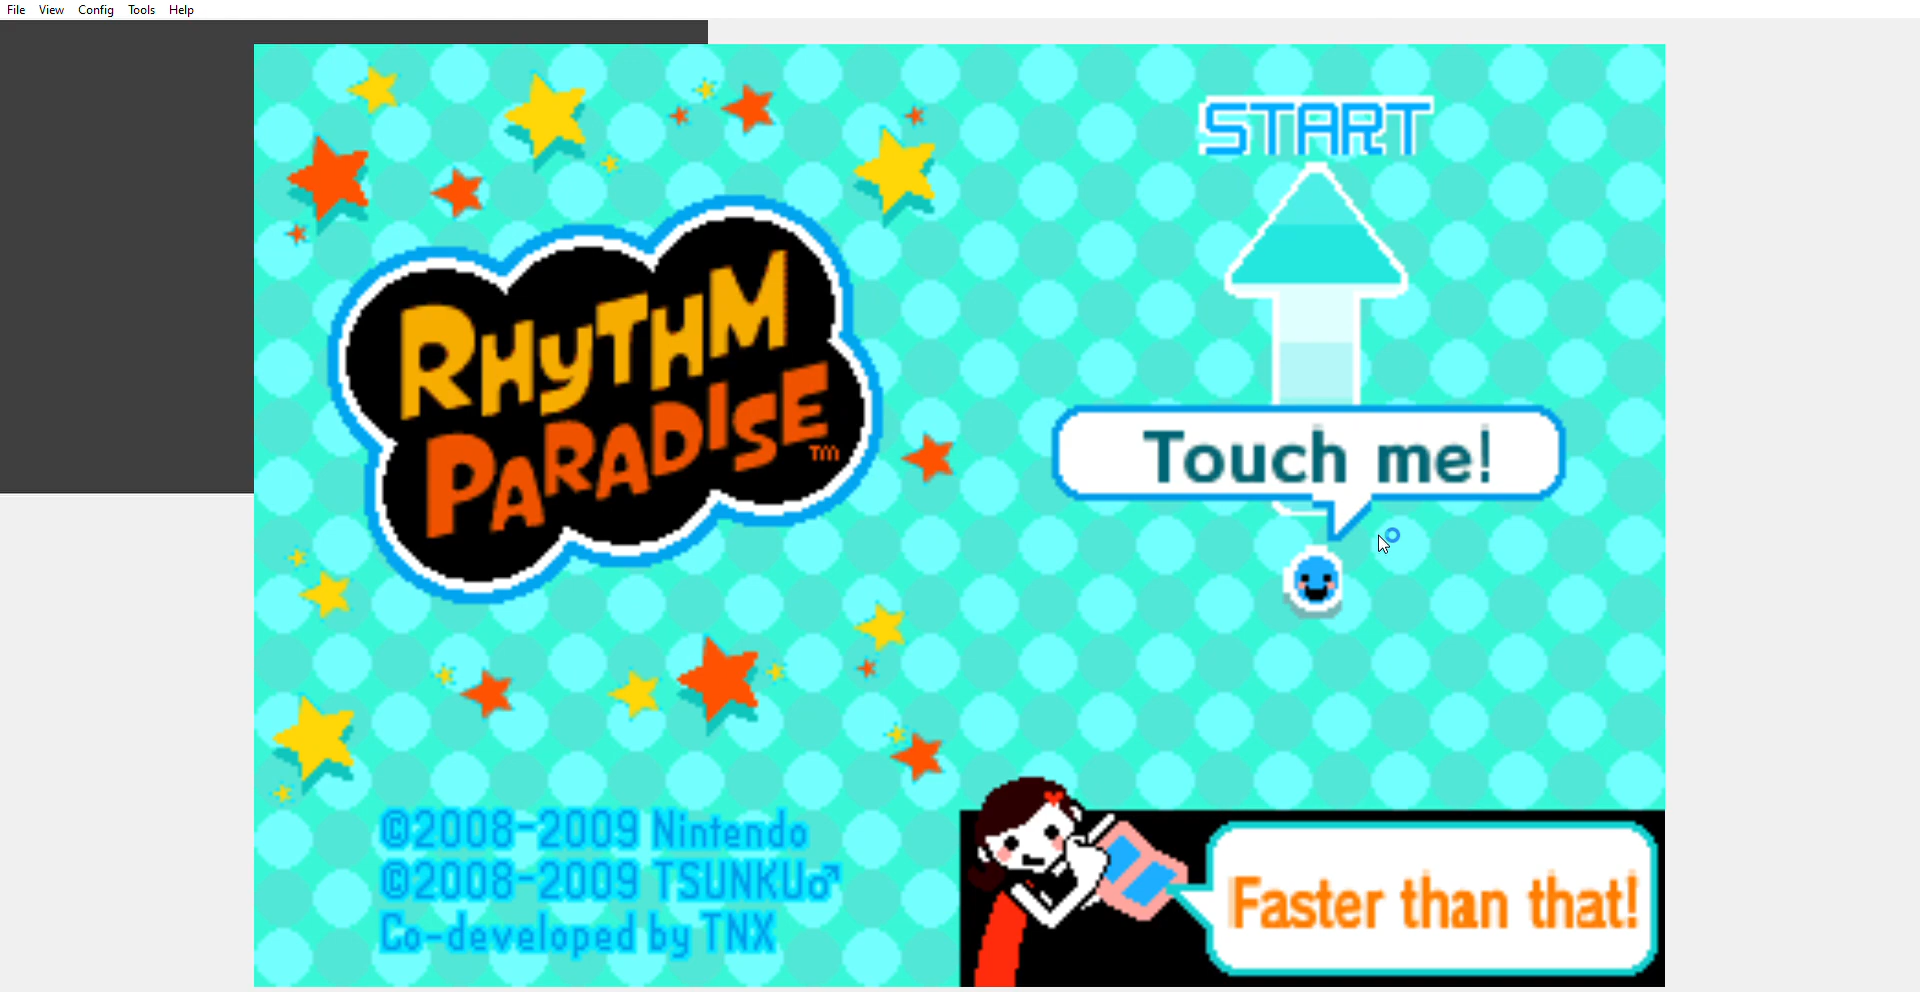 File View Config Tools Help
RHYTHM
PARADISE
TM
©2008-2009 Nintendo
©2008-2009 TSUNKU♂
Co-developed by TNX
START
Touch me!
Faster than that!